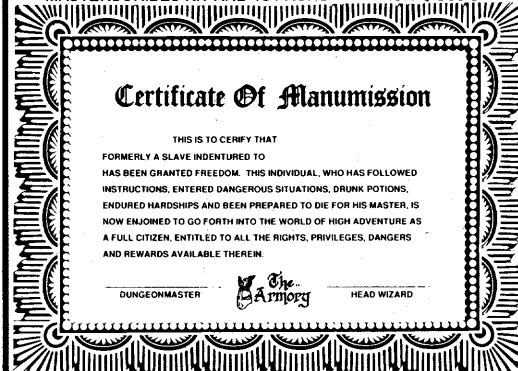 Certificate Of Manumission
THIS IS TO CERIFY THAT
FORMERLY A SLAVE INDENTURED TO
HAS BEEN GRANTED FREEDOM. THIS INDIVIDUAL, WHO HAS FOLLOWED
INSTRUCTIONS, ENTERED DANGEROUS SITUATIONS, DRUNK POTIONS,
ENDURED HARDSHIPS AND BEEN PREPARED TO DIE FOR HIS MASTER, IS
NOW ENJOINED TO GO FORTH INTO THE WORLD OF HIGH ADVENTURE AS
A FULL CITIZEN, ENTITLED TO ALL THE RIGHTS, PRIVILEGES, DANGERS
AND REWARDS AVAILABLE THEREIN.
The
Armory
DUNGEONMASTER
HEAD WIZARD